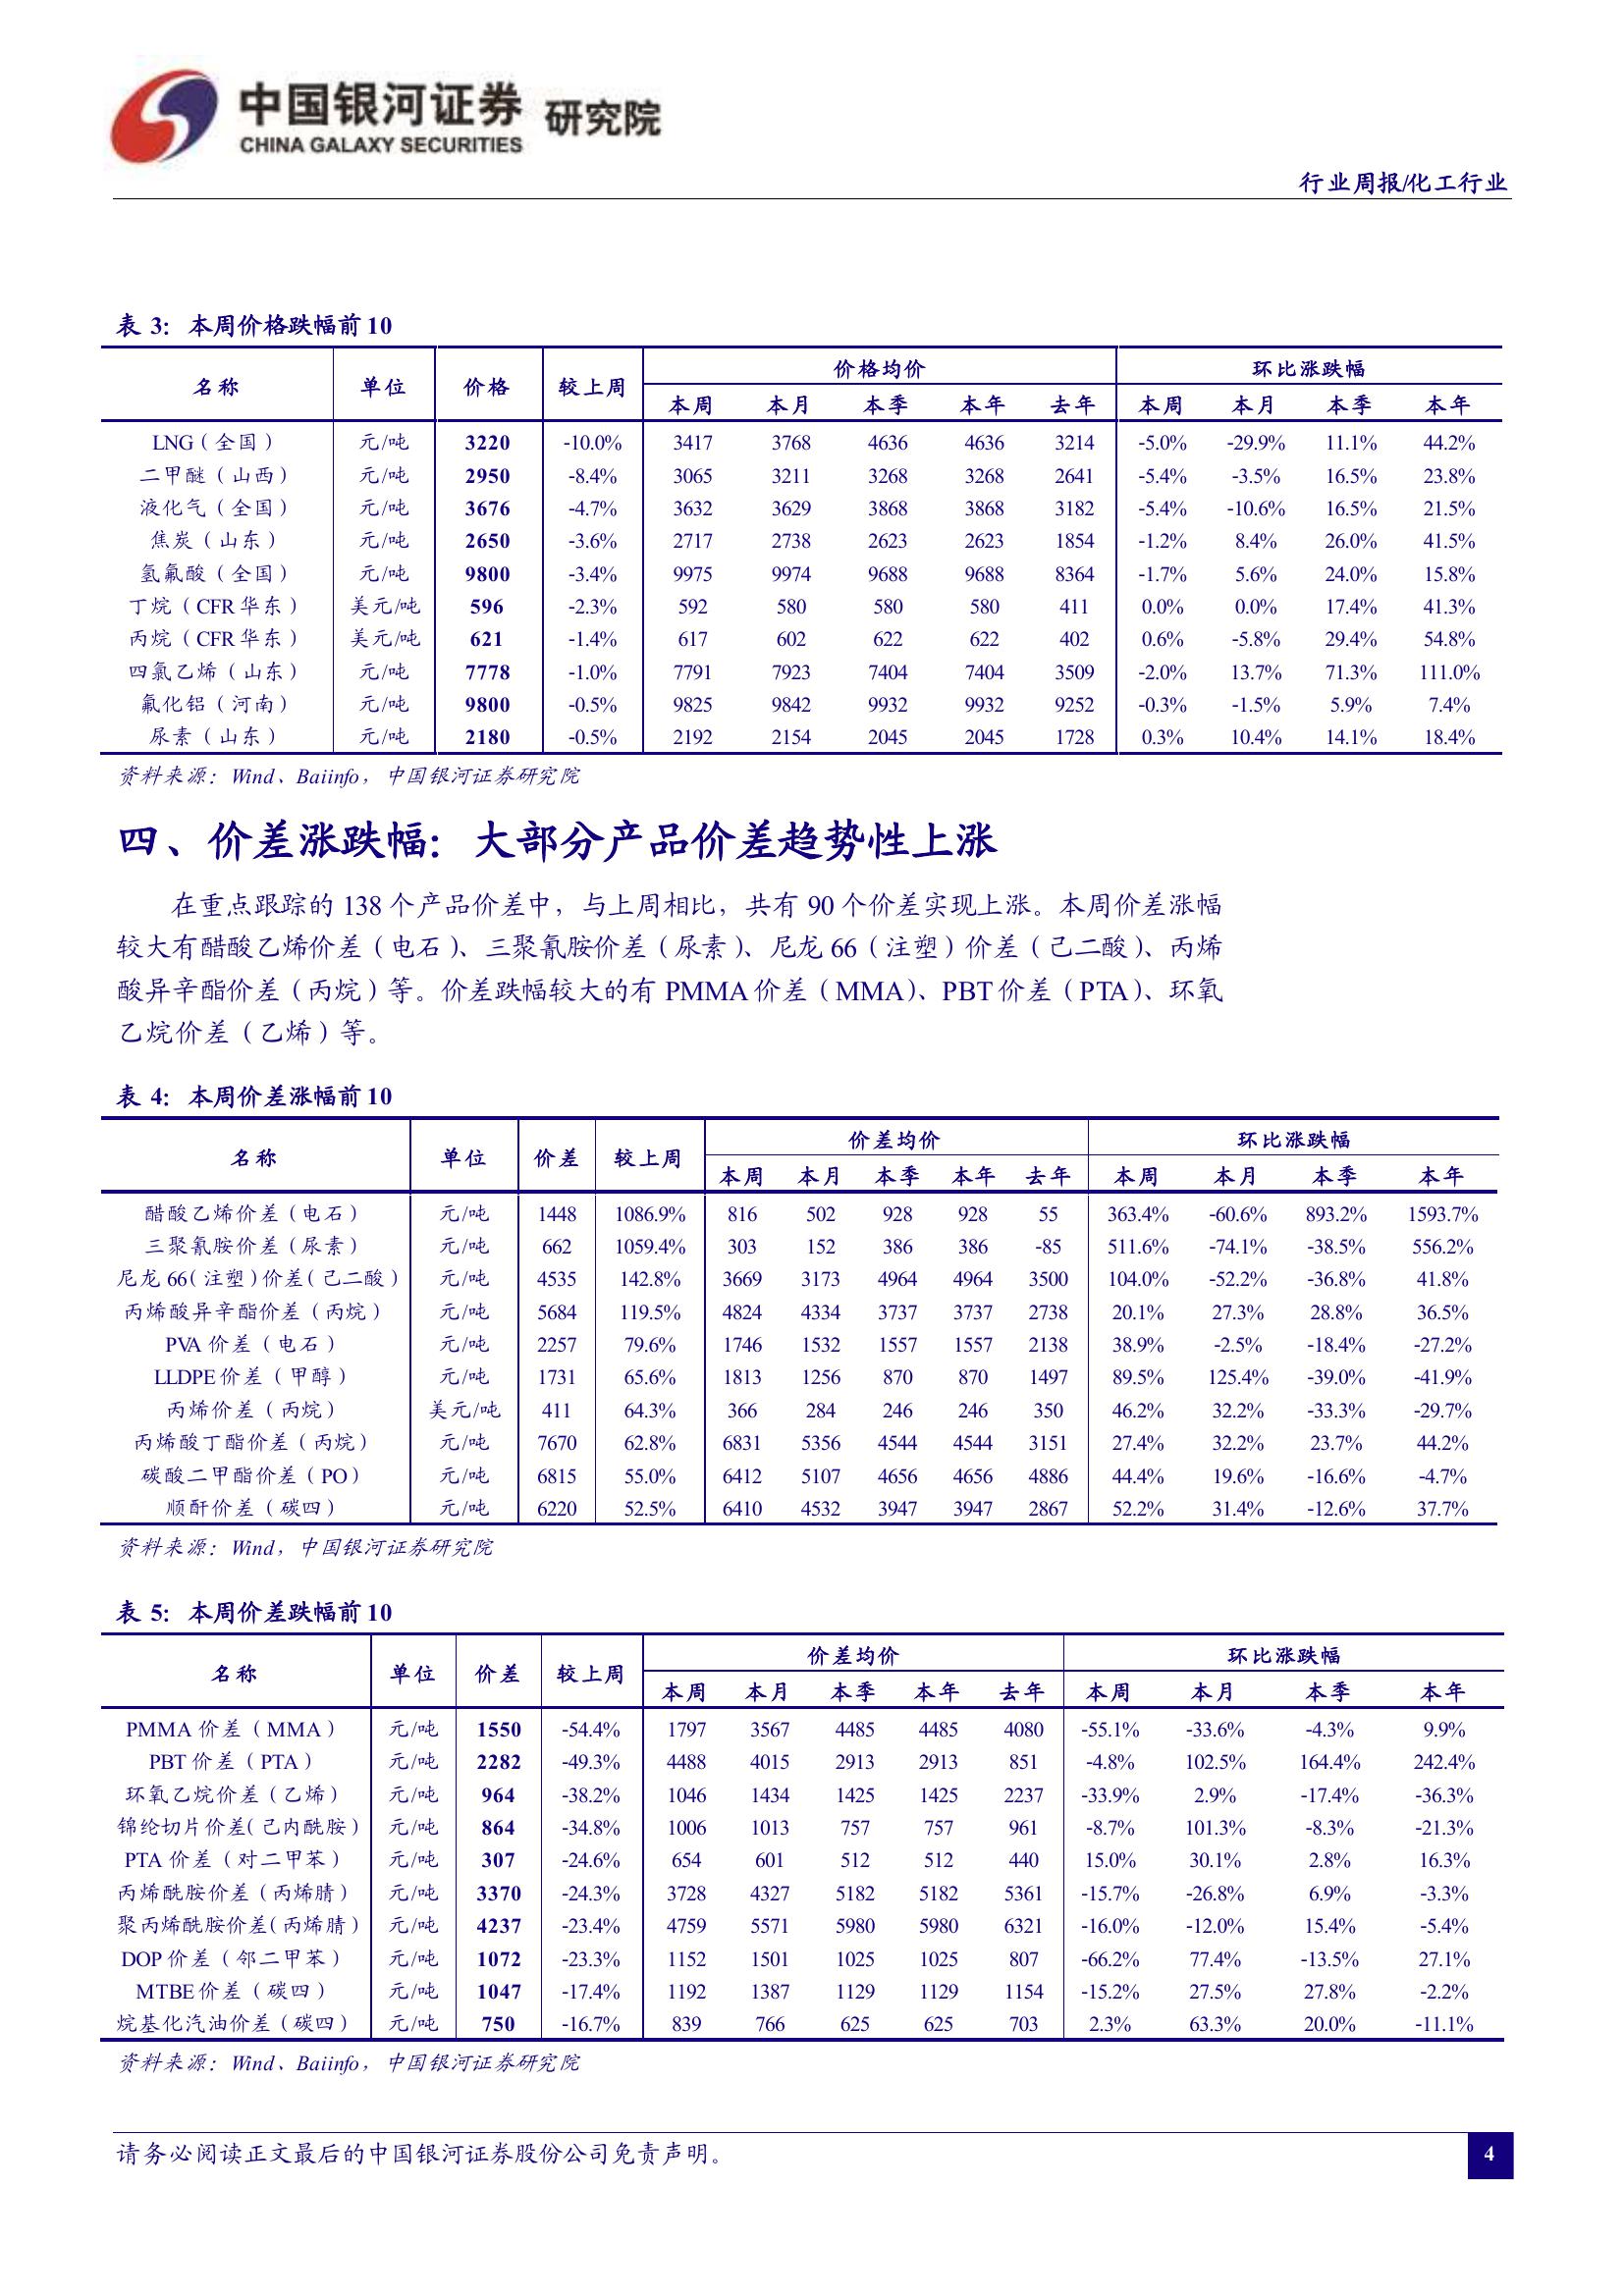 中国银河证券 研究院
CHINA GALAXY SECURITIES
行业周报/化工行业
表 3：本周价格跌幅前 10
价格均价 环比涨跌幅
名称 单位 价格 较上周
本周 本月 本季 本年 去年 本周 本月 本季 本年
LNG（全国） 元/吨 3220 -10.0% 3417 3768 4636 4636 3214 -5.0% -29.9% 11.1% 44.2%
二甲醚（山西） 元/吨 2950 -8.4% 3065 3211 3268 3268 2641 -5.4% -3.5% 16.5% 23.8%
液化气（全国） 元/吨 3676 -4.7% 3632 3629 3868 3868 3182 -5.4% -10.6% 16.5% 21.5%
焦炭（山东） 元/吨 2650 -3.6% 2717 2738 2623 2623 1854 -1.2% 8.4% 26.0% 41.5%
氢氟酸（全国） 元/吨 9800 -3.4% 9975 9974 9688 9688 8364 -1.7% 5.6% 24.0% 15.8%
丁烷（CFR 华东） 美元/吨 596 -2.3% 592 580 580 580 411 0.0% 0.0% 17.4% 41.3%
丙烷（CFR 华东） 美元/吨 621 -1.4% 617 602 622 622 402 0.6% -5.8% 29.4% 54.8%
四氯乙烯（山东） 元/吨 7778 -1.0% 7791 7923 7404 7404 3509 -2.0% 13.7% 71.3% 111.0%
氟化铝（河南） 元/吨 9800 -0.5% 9825 9842 9932 9932 9252 -0.3% -1.5% 5.9% 7.4%
尿素（山东） 元/吨 2180 -0.5% 2192 2154 2045 2045 1728 0.3% 10.4% 14.1% 18.4%
资料来源：Wind、Baiinfo，中国银河证券研究院
四、价差涨跌幅：大部分产品价差趋势性上涨
在重点跟踪的 138 个产品价差中，与上周相比，共有 90 个价差实现上涨。本周价差涨幅
较大有醋酸乙烯价差（电石）、三聚氰胺价差（尿素）、尼龙 66（注塑）价差（己二酸）、丙烯
酸异辛酯价差（丙烷）等。价差跌幅较大的有 PMMA 价差（MMA）、PBT 价差（PTA）、环氧
乙烷价差（乙烯）等。
表 4：本周价差涨幅前 10
价差均价 环比涨跌幅
名称 单位 价差 较上周
本周 本月 本季 本年 去年 本周 本月 本季 本年
醋酸乙烯价差（电石） 元/吨 1448 1086.9% 816 502 928 928 55 363.4% -60.6% 893.2% 1593.7%
三聚氰胺价差（尿素） 元/吨 662 1059.4% 303 152 386 386 -85 511.6% -74.1% -38.5% 556.2%
尼龙 66（注塑）价差（己二酸） 元/吨 4535 142.8% 3669 3173 4964 4964 3500 104.0% -52.2% -36.8% 41.8%
丙烯酸异辛酯价差（丙烷） 元/吨 5684 119.5% 4824 4334 3737 3737 2738 20.1% 27.3% 28.8% 36.5%
PVA 价差（电石） 元/吨 2257 79.6% 1746 1532 1557 1557 2138 38.9% -2.5% -18.4% -27.2%
LLDPE 价差（甲醇） 元/吨 1731 65.6% 1813 1256 870 870 1497 89.5% 125.4% -39.0% -41.9%
丙烯价差（丙烷） 美元/吨 411 64.3% 366 284 246 246 350 46.2% 32.2% -33.3% -29.7%
丙烯酸丁酯价差（丙烷） 元/吨 7670 62.8% 6831 5356 4544 4544 3151 27.4% 32.2% 23.7% 44.2%
碳酸二甲酯价差（PO） 元/吨 6815 55.0% 6412 5107 4656 4656 4886 44.4% 19.6% -16.6% -4.7%
顺酐价差（碳四） 元/吨 6220 52.5% 6410 4532 3947 3947 2867 52.2% 31.4% -12.6% 37.7%
资料来源：Wind，中国银河证券研究院
表 5：本周价差跌幅前 10
价差均价 环比涨跌幅
名称 单位 价差 较上周
本周 本月 本季 本年 去年 本周 本月 本季 本年
PMMA 价差（MMA） 元/吨 1550 -54.4% 1797 3567 4485 4485 4080 -55.1% -33.6% -4.3% 9.9%
PBT 价差（PTA） 元/吨 2282 -49.3% 4488 4015 2913 2913 851 -4.8% 102.5% 164.4% 242.4%
环氧乙烷价差（乙烯） 元/吨 964 -38.2% 1046 1434 1425 1425 2237 -33.9% 2.9% -17.4% -36.3%
锦纶切片价差（己内酰胺） 元/吨 864 -34.8% 1006 1013 757 757 961 -8.7% 101.3% -8.3% -21.3%
PTA 价差（对二甲苯） 元/吨 307 -24.6% 654 601 512 512 440 15.0% 30.1% 2.8% 16.3%
丙烯酰胺价差（丙烯腈） 元/吨 3370 -24.3% 3728 4327 5182 5182 5361 -15.7% -26.8% 6.9% -3.3%
聚丙烯酰胺价差（丙烯腈） 元/吨 4237 -23.4% 4759 5571 5980 5980 6321 -16.0% -12.0% 15.4% -5.4%
DOP 价差（邻二甲苯） 元/吨 1072 -23.3% 1152 1501 1025 1025 807 -66.2% 77.4% -13.5% 27.1%
MTBE 价差（碳四） 元/吨 1047 -17.4% 1192 1387 1129 1129 1154 -15.2% 27.5% 27.8% -2.2%
烷基化汽油价差（碳四） 元/吨 750 -16.7% 839 766 625 625 703 2.3% 63.3% 20.0% -11.1%
资料来源：Wind、Baiinfo，中国银河证券研究院
请务必阅读正文最后的中国银河证券股份公司免责声明。
4